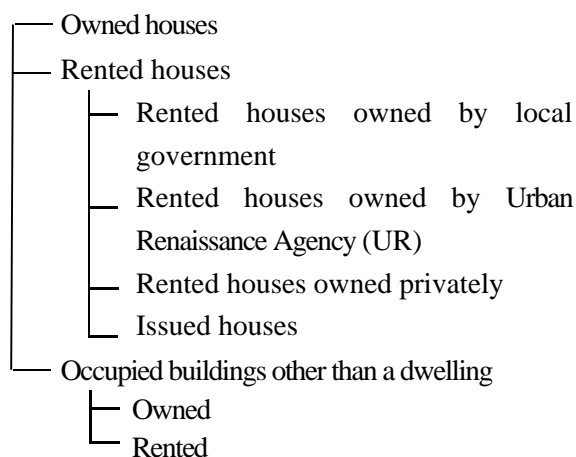 Owned houses
Rented houses
Rented houses owned by local
government
Rented houses owned by Urban
Renaissance Agency (UR)
Rented houses owned privately
Issued houses
Occupied buildings other than a dwelling
Owned
Rented